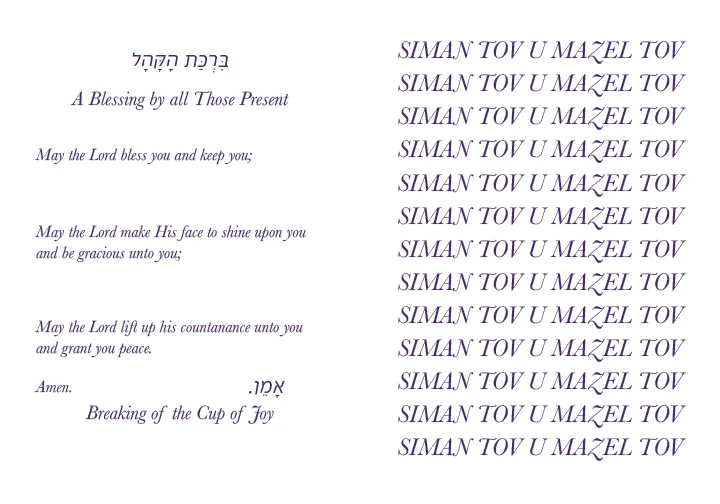 בִּרְכַּת הַקָּהָל
A Blessing by all Those Present
May the Lord bless you and keep you;
May the Lord make His face to shine upon you
and be gracious unto you;
May the Lord lift up his countanance unto you
and grant you peace.
Amen. אָמֵן.
Breaking of the Cup of Joy
SIMAN TOV U MAZEL TOV
SIMAN TOV U MAZEL TOV
SIMAN TOV U MAZEL TOV
SIMAN TOV U MAZEL TOV
SIMAN TOV U MAZEL TOV
SIMAN TOV U MAZEL TOV
SIMAN TOV U MAZEL TOV
SIMAN TOV U MAZEL TOV
SIMAN TOV U MAZEL TOV
SIMAN TOV U MAZEL TOV
SIMAN TOV U MAZEL TOV
SIMAN TOV U MAZEL TOV
SIMAN TOV U MAZEL TOV